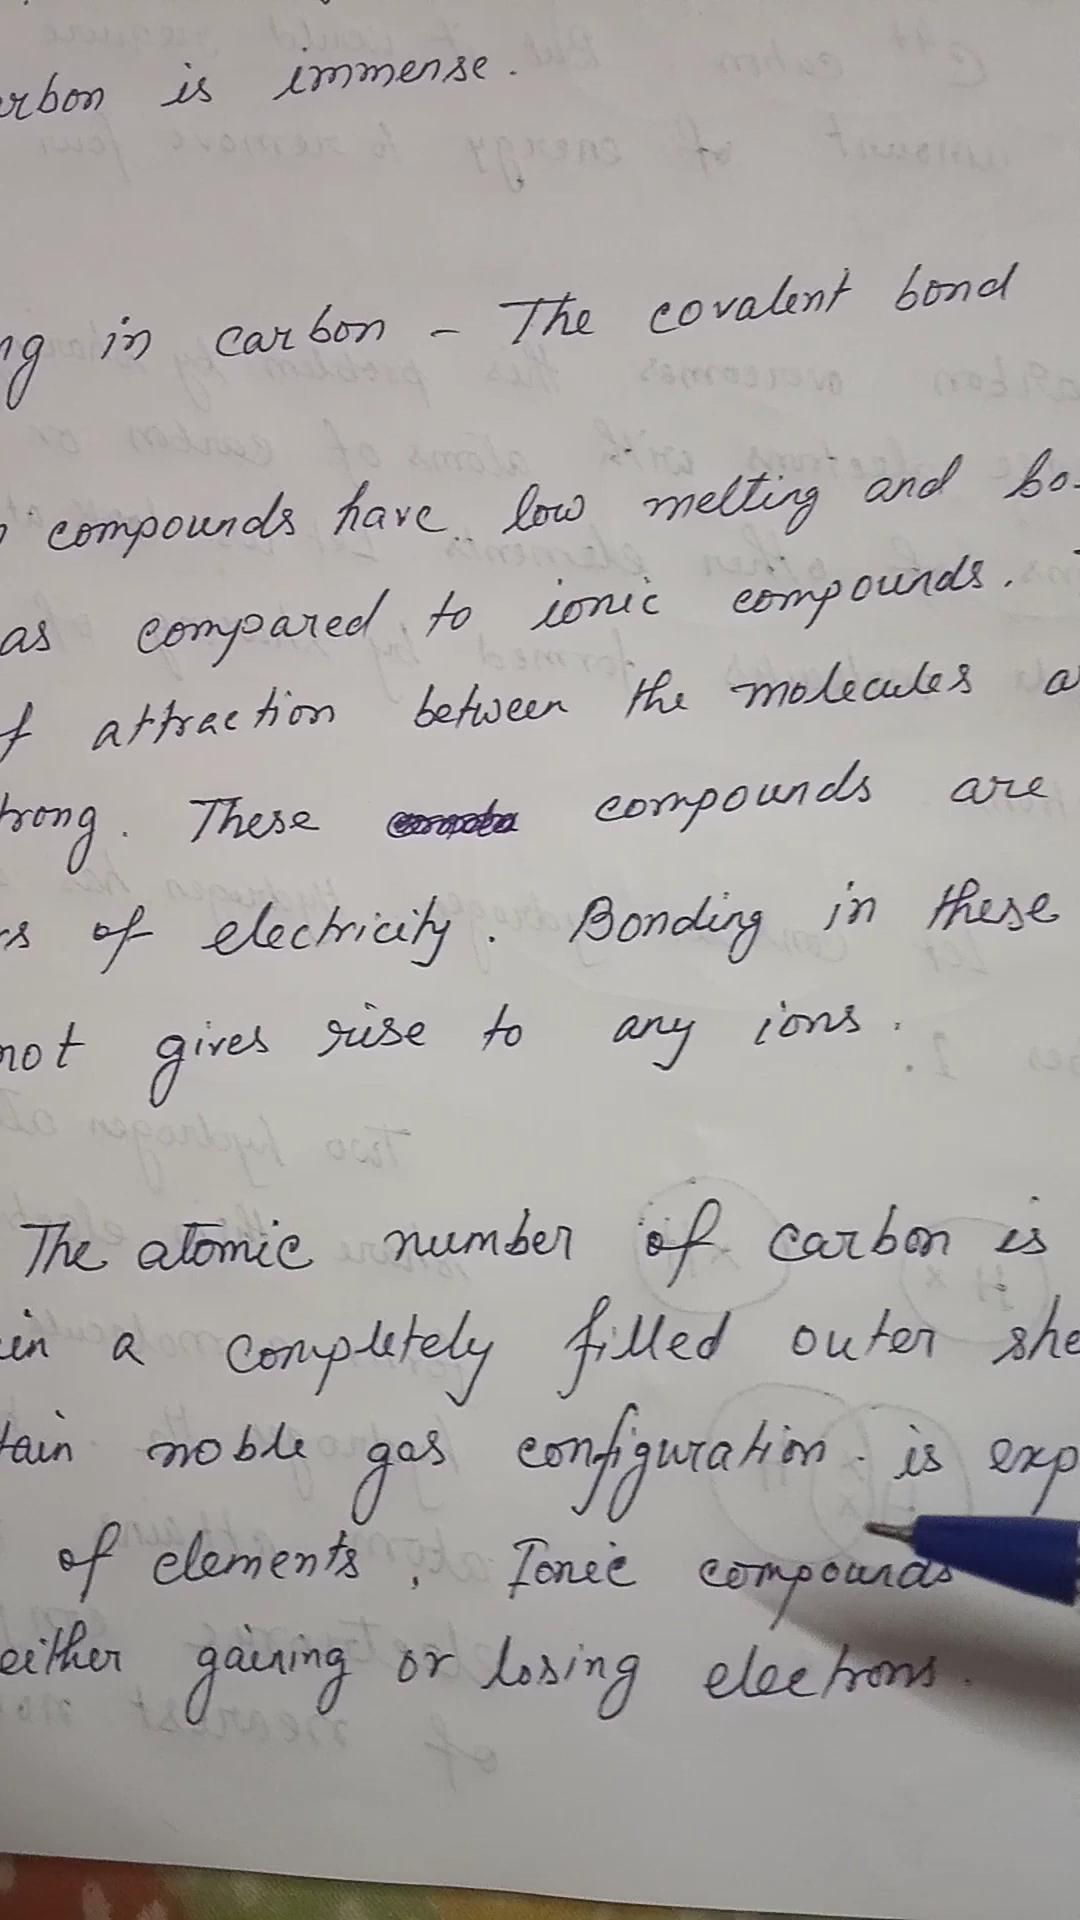 rbon is immense.
ng in carbon - The covalent bond
compounds have low melting and bo-
as compared to ionic compounds.
f attraction between the molecules a
trong. These compounds are
rs of electricity. Bonding in these
not gives rise to any ions.
The atomic number of carbon is
in a completely filled outer she
tain noble gas configuration. is exp
of elements. Ionic compounds
either gaining or losing electrons.